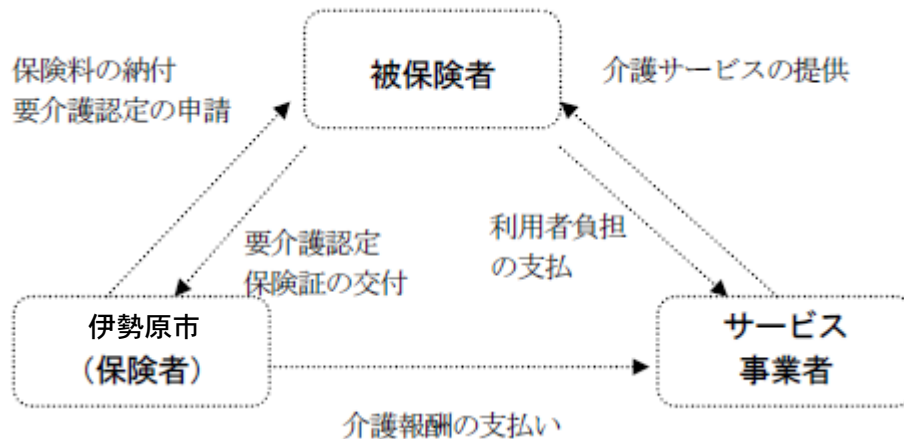 保険料の納付
要介護認定の申請
被保険者
介護サービスの提供
要介護認定
保険証の交付
利用者負担
の支払
伊勢原市
（保険者）
サービス
事業者
介護報酬の支払い